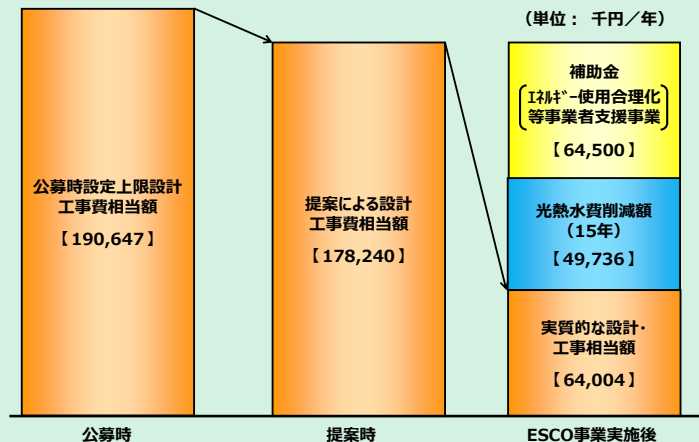 （単位： 千円／年）
公募時設定上限設計
工事費相当額
【190,647】
提案による設計
工事費相当額
【178,240】
補助金
ｴﾈﾙｷﾞｰ使用合理化
等事業者支援事業
【64,500】
光熱水費削減額
（15年）
【49,736】
実質的な設計・
工事相当額
【64,004】
公募時
提案時
ESCO事業実施後